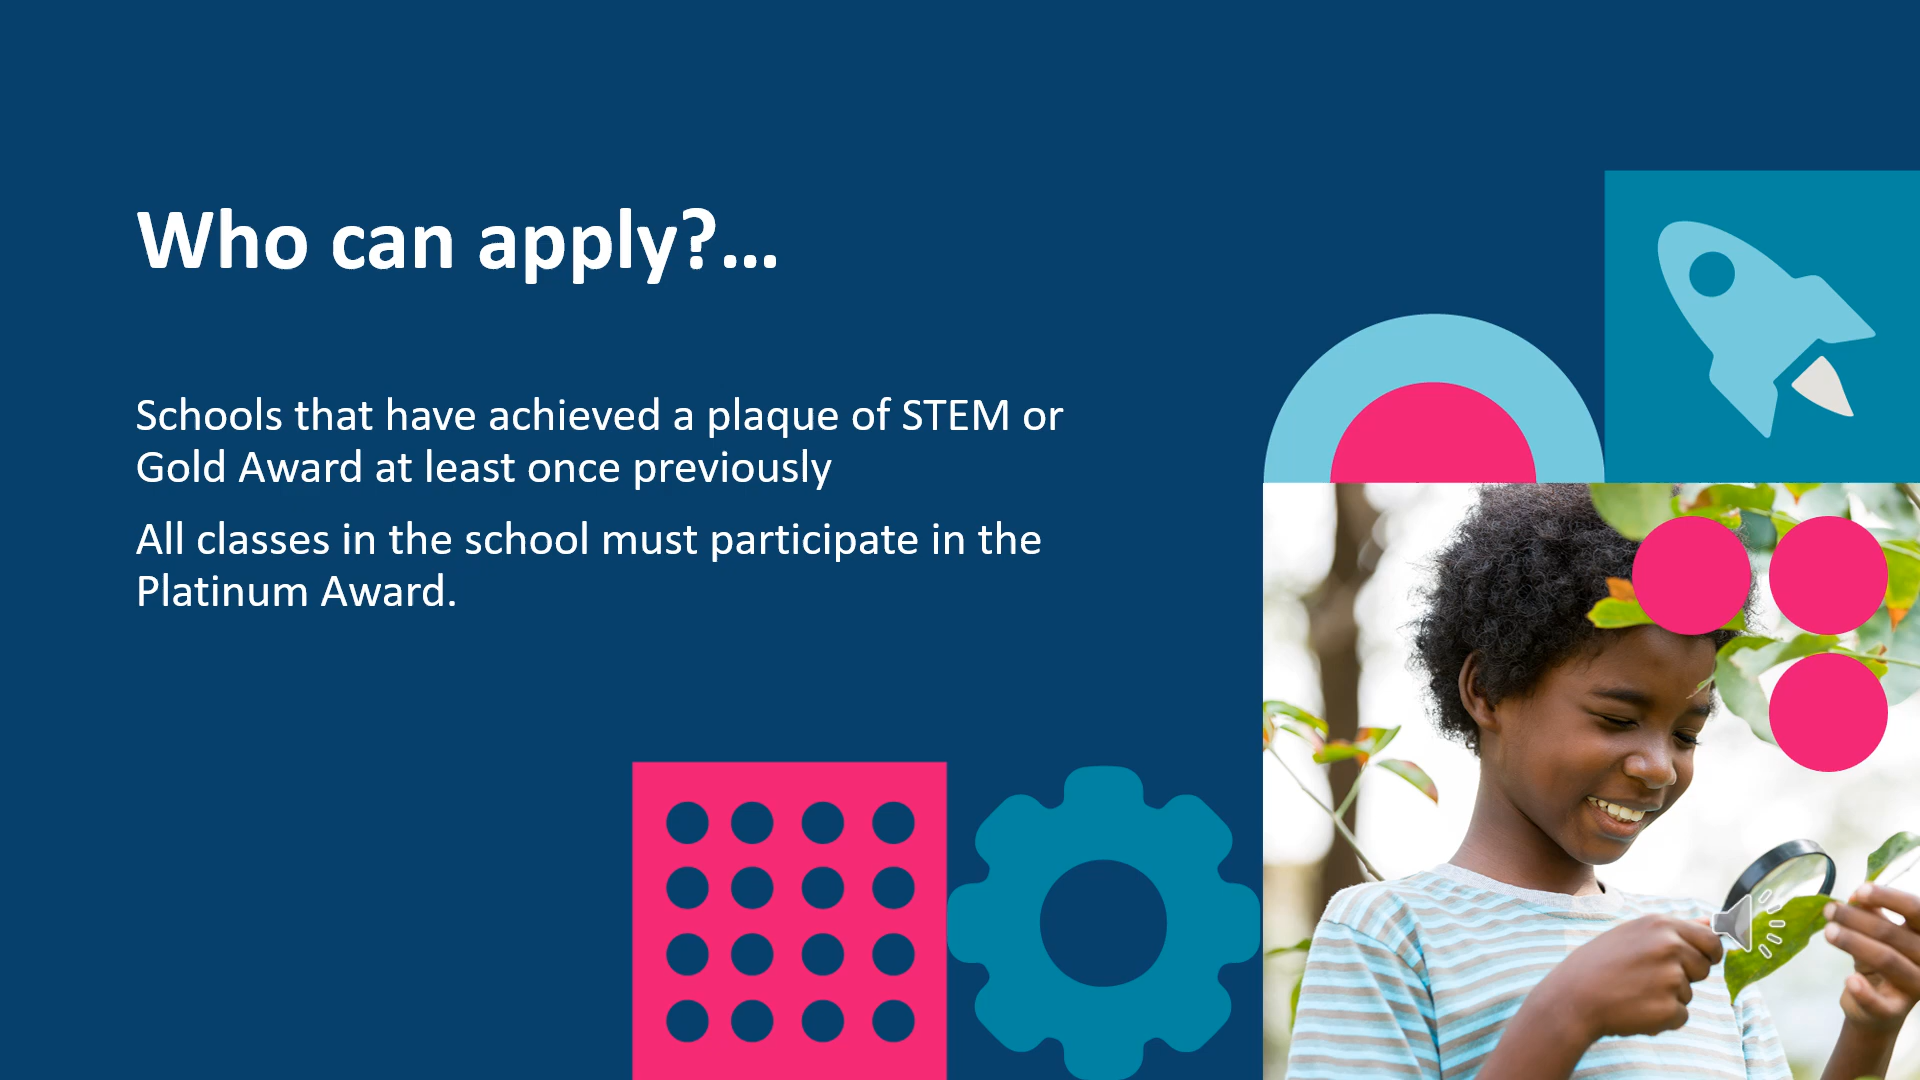 Who can apply?...
Schools that have achieved a plaque of STEM or
Gold Award at least once previously
All classes in the school must participate in the
Platinum Award.